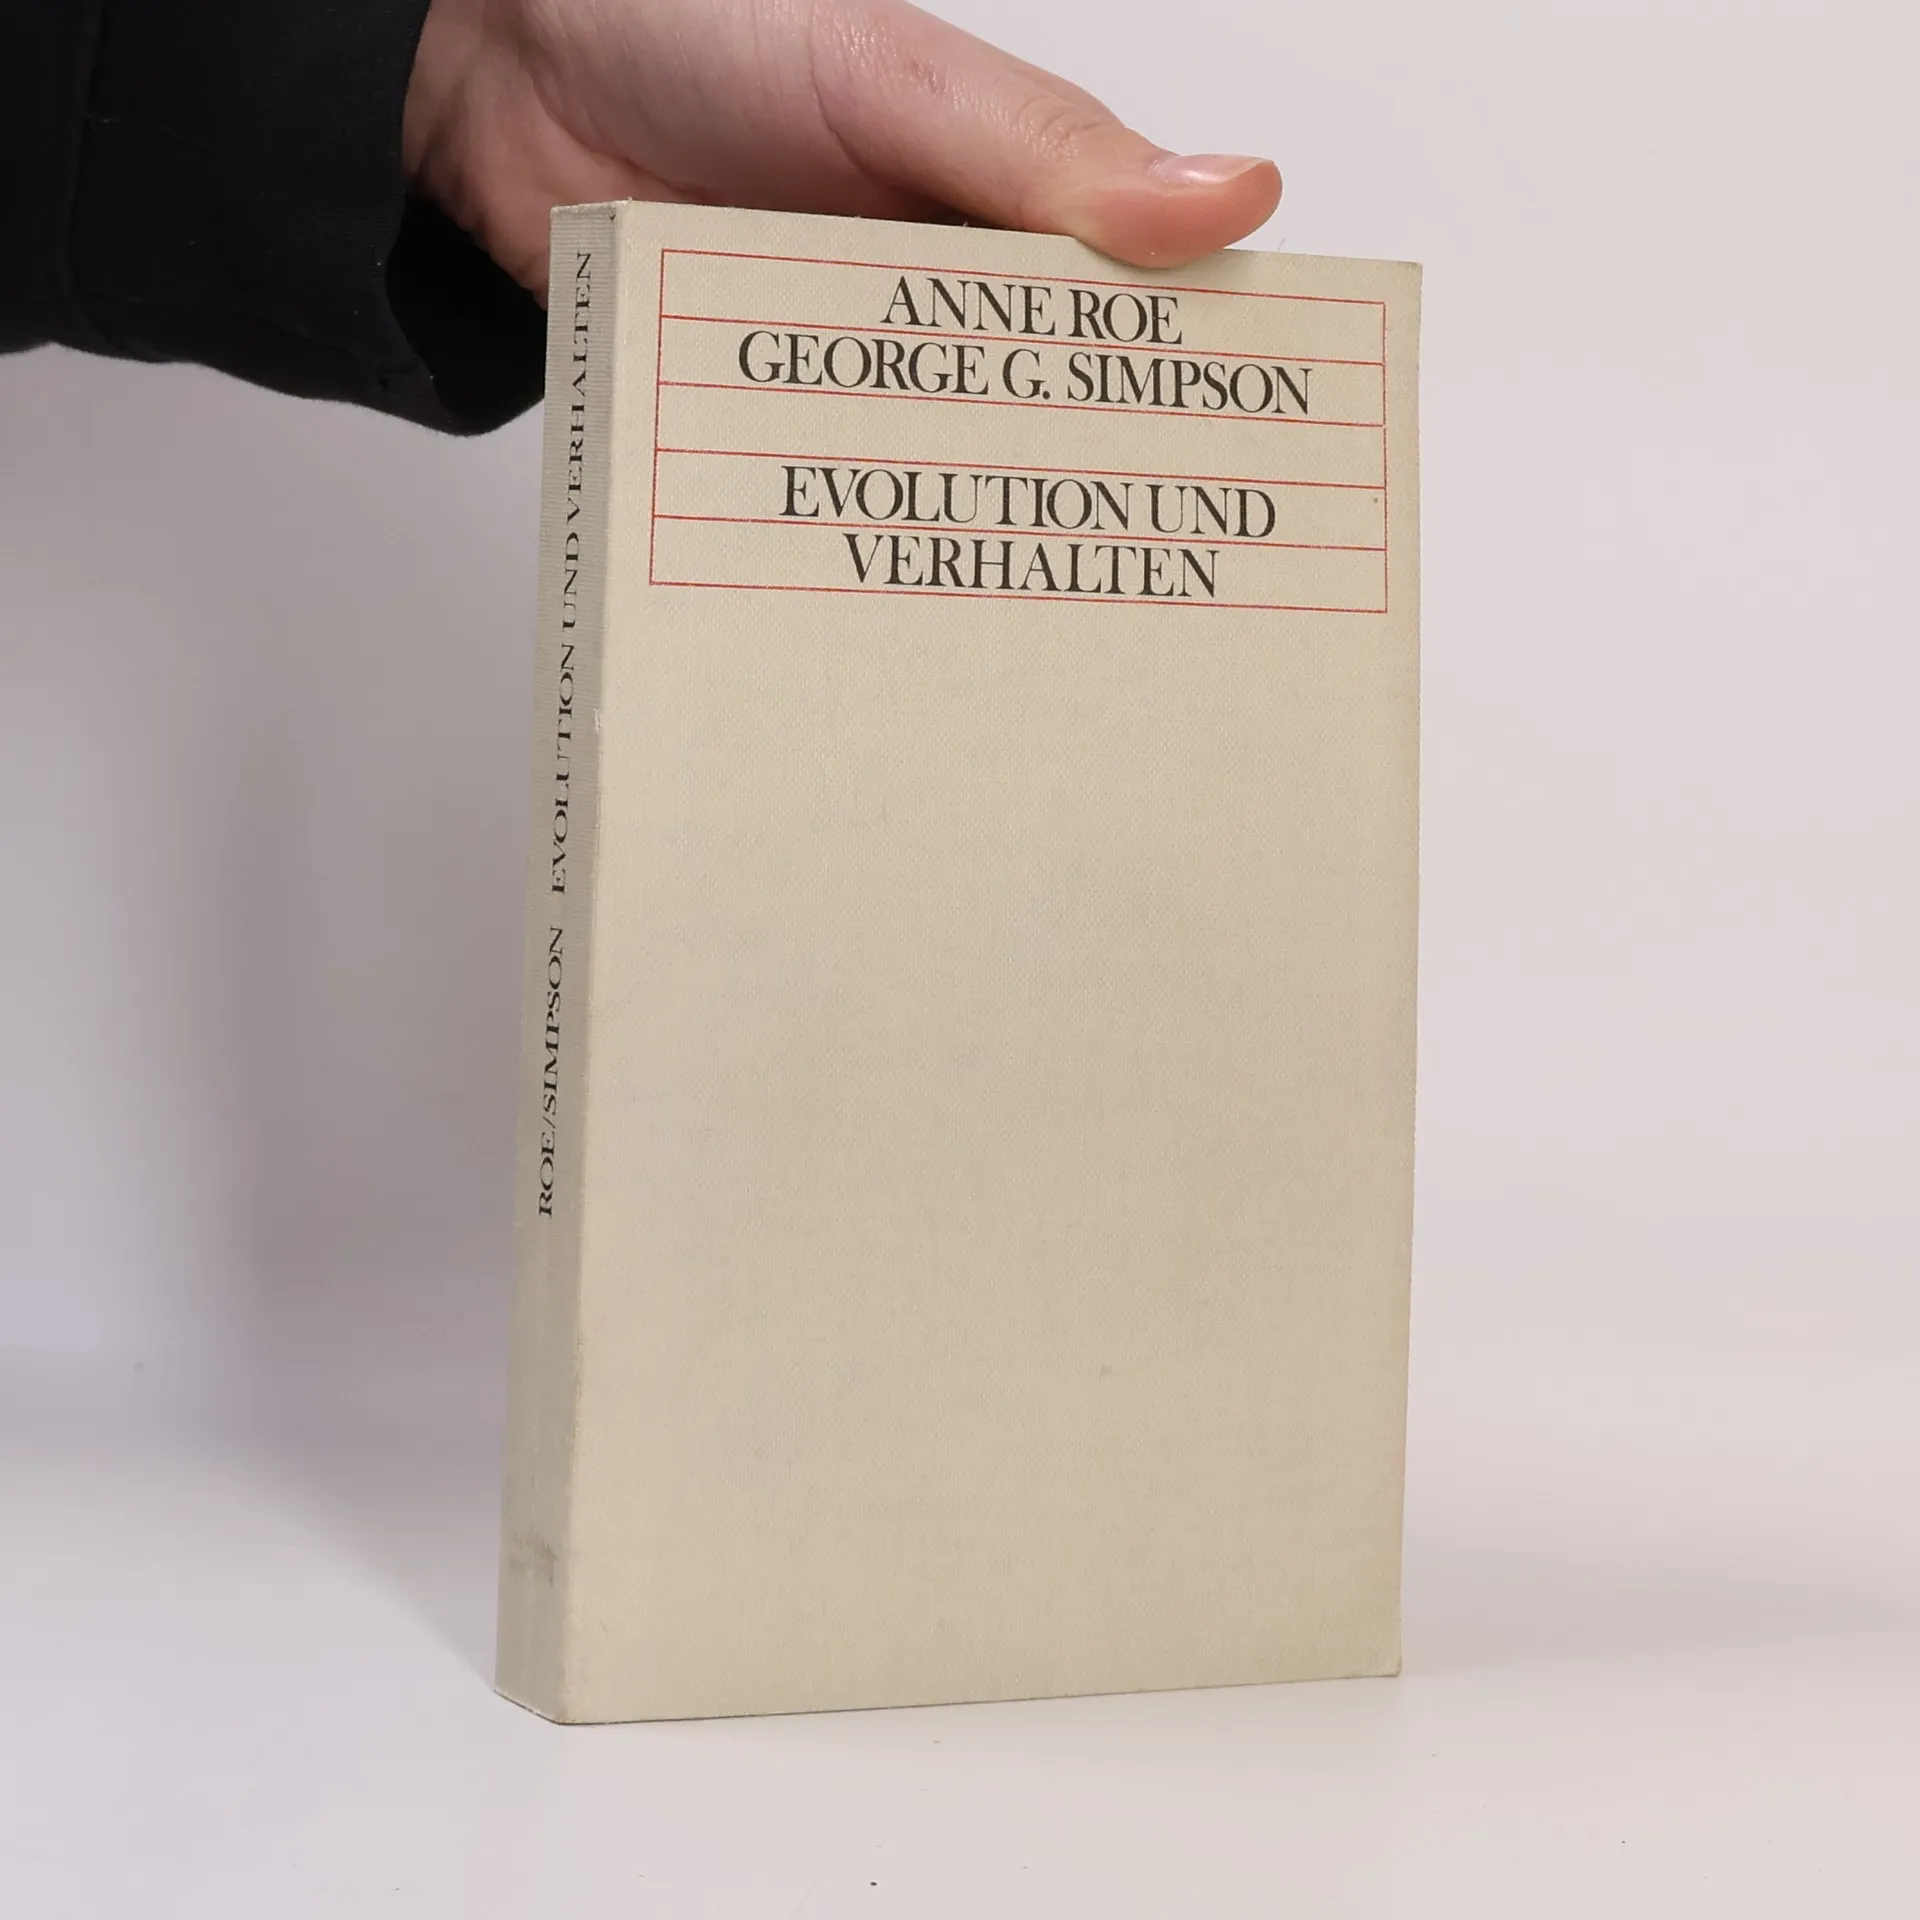 ANNE ROE
GEORGE G. SIMPSON
EVOLUTION UND
VERHALTEN
ROE/SIMPSON EVOLUTION UND VERHALTEN